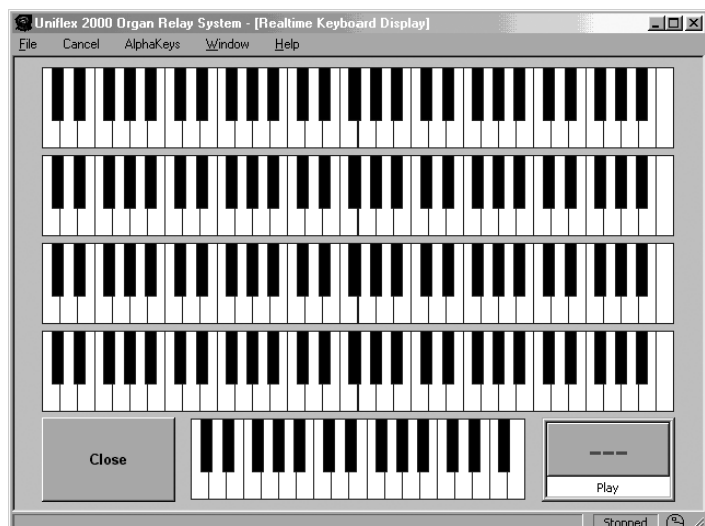 Uniflex 2000 Organ Relay System - [Realtime Keyboard Display]
File Cancel AlphaKeys Window Help
Close
---
Play
Stopped